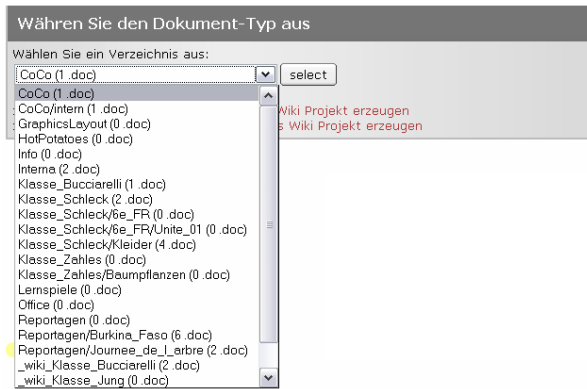 Währen Sie den Dokument-Typ aus
Wählen Sie ein Verzeichnis aus:
CoCo (1 .doc)
select
CoCo (1 .doc)
CoCo/intern (1 .doc)
Wiki Projekt erzeugen
GraphicsLayout (0 .doc)
s Wiki Projekt erzeugen
HotPotatoes (0 .doc)
Info (0 .doc)
Interna (2 .doc)
Klasse_Bucciarelli (1 .doc)
Klasse_Schleck (2 .doc)
Klasse_Schleck/6e_FR (0 .doc)
Klasse_Schleck/6e_FR/Unite_01 (0 .doc)
Klasse_Schleck/Kleider (4 .doc)
Klasse_Zahles (0 .doc)
Klasse_Zahles/Baumpflanzen (0 .doc)
Lernspiele (0 .doc)
Office (0 .doc)
Reportagen (0 .doc)
Reportagen/Burkina_Faso (6 .doc)
Reportagen/Journee_de_l_arbre (2 .doc)
_wiki_Klasse_Bucciarelli (2 .doc)
_wiki_Klasse_Jung (0 .doc)